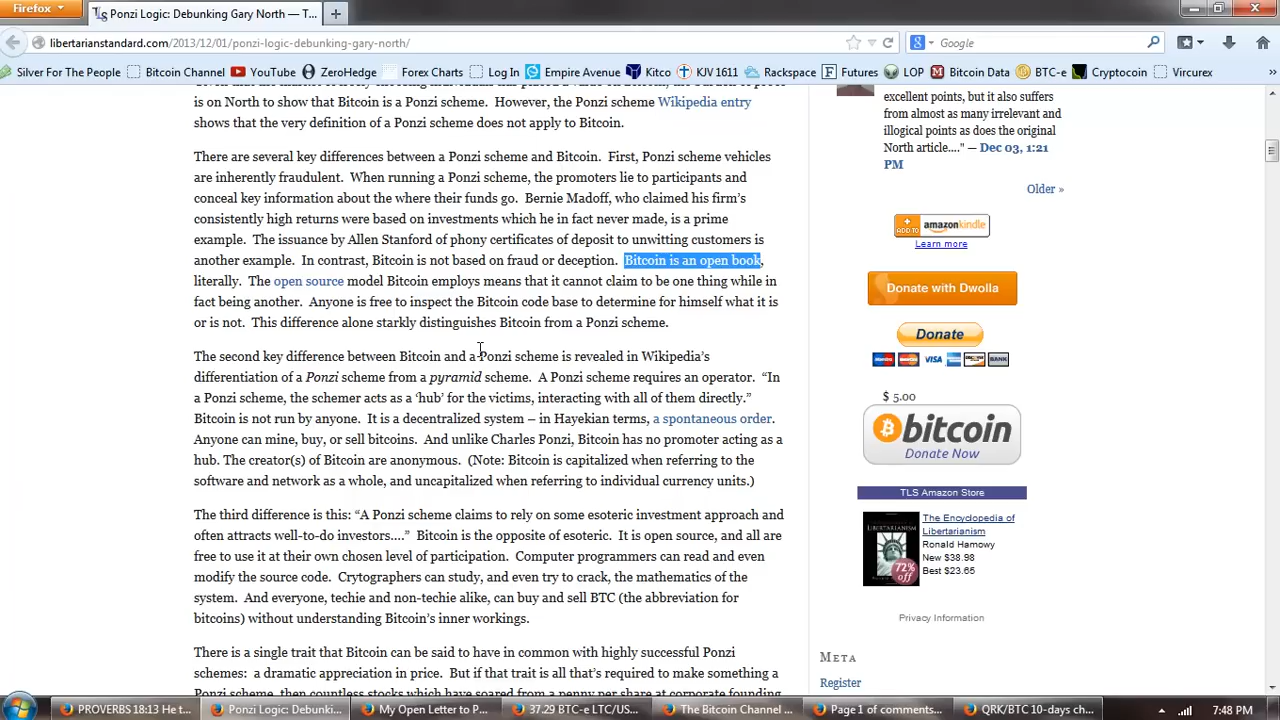 Firefox
Ponzi Logic: Debunking Gary North — T...
libertarianstandard.com/2013/12/01/ponzi-logic-debunking-gary-north/
Google
Silver For The People
Bitcoin Channel
YouTube
ZeroHedge
Forex Charts
Log In
Empire Avenue
Kitco
KJV 1611
Rackspace
Futures
LOP
Bitcoin Data
BTC-e
Cryptocoin
Vircurex
is on North to show that Bitcoin is a Ponzi scheme. However, the Ponzi scheme Wikipedia entry
shows that the very definition of a Ponzi scheme does not apply to Bitcoin.
There are several key differences between a Ponzi scheme and Bitcoin. First, Ponzi scheme vehicles
are inherently fraudulent. When running a Ponzi scheme, the promoters lie to participants and
conceal key information about the where their funds go. Bernie Madoff, who claimed his firm's
consistently high returns were based on investments which he in fact never made, is a prime
example. The issuance by Allen Stanford of phony certificates of deposit to unwitting customers is
another example. In contrast, Bitcoin is not based on fraud or deception. Bitcoin is an open book,
literally. The open source model Bitcoin employs means that it cannot claim to be one thing while in
fact being another. Anyone is free to inspect the Bitcoin code base to determine for himself what it is
or is not. This difference alone starkly distinguishes Bitcoin from a Ponzi scheme.
The second key difference between Bitcoin and a Ponzi scheme is revealed in Wikipedia's
differentiation of a Ponzi scheme from a pyramid scheme. A Ponzi scheme requires an operator. “In
a Ponzi scheme, the schemer acts as a ‘hub’ for the victims, interacting with all of them directly.”
Bitcoin is not run by anyone. It is a decentralized system – in Hayekian terms, a spontaneous order.
Anyone can mine, buy, or sell bitcoins. And unlike Charles Ponzi, Bitcoin has no promoter acting as a
hub. The creator(s) of Bitcoin are anonymous. (Note: Bitcoin is capitalized when referring to the
software and network as a whole, and uncapitalized when referring to individual currency units.)
The third difference is this: “A Ponzi scheme claims to rely on some esoteric investment approach and
often attracts well-to-do investors....” Bitcoin is the opposite of esoteric. It is open source, and all are
free to use it at their own chosen level of participation. Computer programmers can read and even
modify the source code. Crytographers can study, and even try to crack, the mathematics of the
system. And everyone, techie and non-techie alike, can buy and sell BTC (the abbreviation for
bitcoins) without understanding Bitcoin's inner workings.
There is a single trait that Bitcoin can be said to have in common with highly successful Ponzi
schemes: a dramatic appreciation in price. But if that trait is all that's required to make something a
Ponzi scheme, then countless stocks which have soared from a penny per share at corporate founding
excellent points, but it also suffers
from almost as many irrelevant and
illogical points as does the original
North article...." — Dec 03, 1:21
PM
Older »
ADD TO amazonkindle
Learn more
Donate with Dwolla
Donate
VISA
BANK
$ 5.00
bitcoin
Donate Now
TLS Amazon Store
The Encyclopedia of
Libertarianism
Ronald Hamowy
New $38.98
Best $23.65
72%
off
Privacy Information
META
Register
PROVERBS 18:13 He t...
Ponzi Logic: Debunki...
My Open Letter to P...
37.29 BTC-e LTC/US...
The Bitcoin Channel ...
Page 1 of comments...
QRK/BTC 10-days ch...
7:48 PM